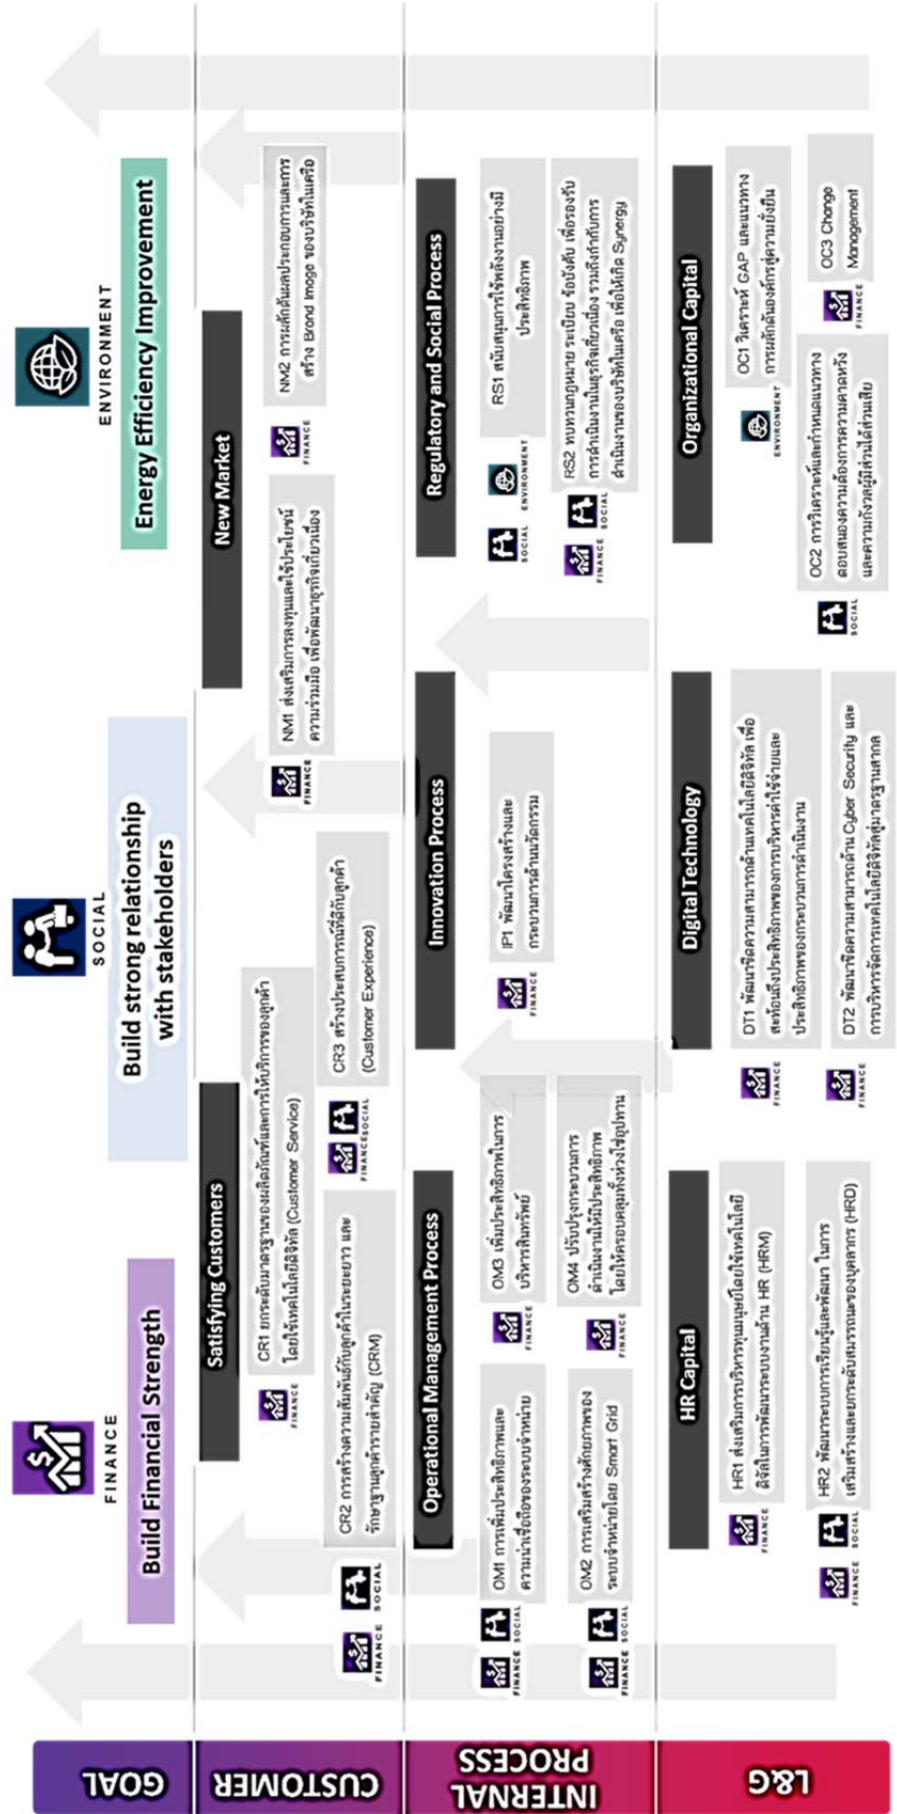 GOAL
FINANCE
Build Financial Strength
SOCIAL
Build strong relationship
with stakeholders
ENVIRONMENT
Energy Efficiency Improvement
CUSTOMER
Satisfying Customers
FINANCE
CR1 ยกระดับมาตรฐานของผลิตภัณฑ์และการให้บริการของลูกค้า
โดยใช้เทคโนโลยีดิจิทัล (Customer Service)
FINANCE SOCIAL
CR2 การสร้างความสัมพันธ์กับลูกค้าในระยะยาว และ
รักษาฐานลูกค้ารายสำคัญ (CRM)
FINANCE SOCIAL
CR3 สร้างประสบการณ์ที่ดีกับลูกค้า
(Customer Experience)
New Market
FINANCE
NM1 ส่งเสริมการลงทุนและใช้ประโยชน์
ความร่วมมือ เพื่อพัฒนาธุรกิจเกี่ยวเนื่อง
FINANCE
NM2 การผลักดันผลประกอบการและการ
สร้าง Brand Image ของบริษัทในเครือ
INTERNAL
PROCESS
Operational Management Process
FINANCE SOCIAL
OM1 การเพิ่มประสิทธิภาพและ
ความน่าเชื่อถือของระบบจำหน่าย
FINANCE SOCIAL
OM2 การเสริมสร้างศักยภาพของ
ระบบจำหน่ายโดย Smart Grid
FINANCE
OM3 เพิ่มประสิทธิภาพในการ
บริหารสินทรัพย์
FINANCE
OM4 ปรับปรุงกระบวนการ
ดำเนินงานให้มีประสิทธิภาพ
โดยให้ครอบคลุมทั้งห่วงโซ่อุปทาน
Innovation Process
FINANCE
IP1 พัฒนาโครงสร้างและ
กระบวนการด้านนวัตกรรม
Regulatory and Social Process
SOCIAL ENVIRONMENT
RS1 สนับสนุนการใช้พลังงานอย่างมี
ประสิทธิภาพ
FINANCE SOCIAL
RS2 ทบทวนกฎหมาย ระเบียบ ข้อบังคับ เพื่อรองรับ
การดำเนินงานในธุรกิจเกี่ยวเนื่อง รวมถึงกำกับการ
ดำเนินงานของบริษัทในเครือ เพื่อให้เกิด Synergy
L&G
HR Capital
FINANCE
HR1 ส่งเสริมการบริหารทุนมนุษย์โดยใช้เทคโนโลยี
ดิจิทัลในการพัฒนาระบบงานด้าน HR (HRM)
FINANCE SOCIAL
HR2 พัฒนาระบบการเรียนรู้และพัฒนา ในการ
เสริมสร้างและยกระดับสมรรถนะของบุคลากร (HRD)
Digital Technology
FINANCE
DT1 พัฒนาขีดความสามารถด้านเทคโนโลยีดิจิทัล เพื่อ
สะท้อนถึงประสิทธิภาพของการบริหารค่าใช้จ่ายและ
ประสิทธิภาพของกระบวนการดำเนินงาน
FINANCE
DT2 พัฒนาขีดความสามารถด้าน Cyber Security และ
การบริหารจัดการเทคโนโลยีดิจิทัลสู่มาตรฐานสากล
Organizational Capital
ENVIRONMENT
OC1 วิเคราะห์ GAP และแนวทาง
การผลักดันองค์กรสู่ความยั่งยืน
SOCIAL
OC2 การวิเคราะห์และกำหนดแนวทาง
ตอบสนองความต้องการความคาดหวัง
และความกังวลผู้มีส่วนได้ส่วนเสีย
FINANCE
OC3 Change
Management